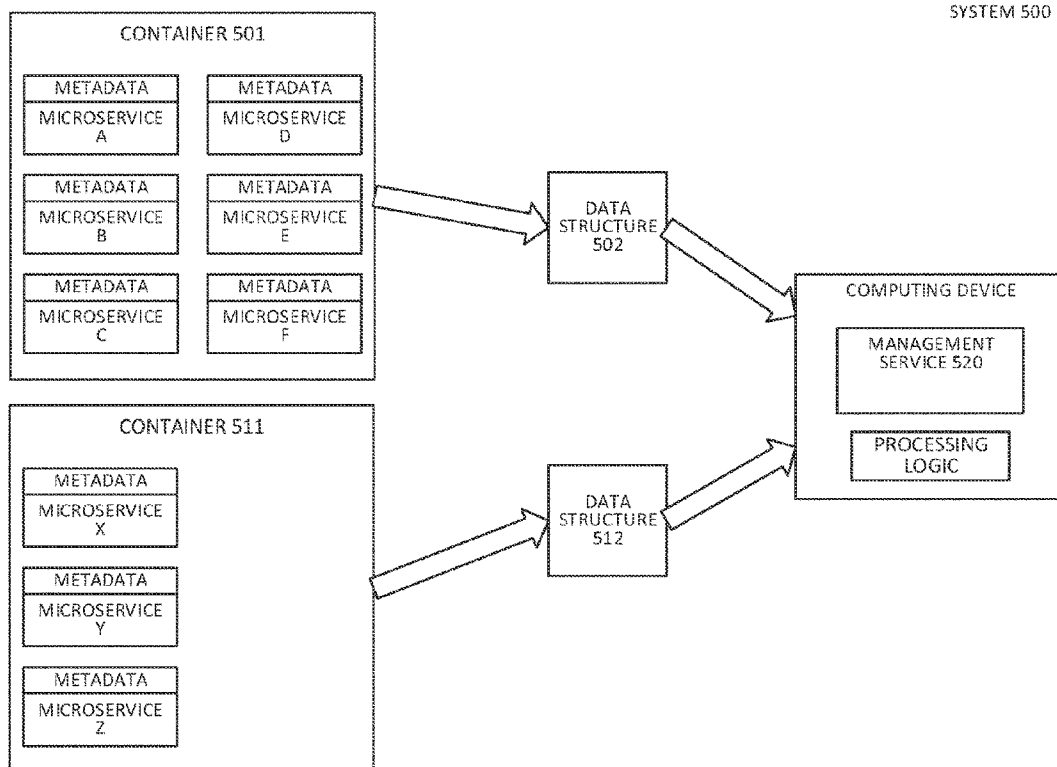 SYSTEM 500
CONTAINER 501
METADATA
MICROSERVICE
A
METADATA
MICROSERVICE
D
METADATA
MICROSERVICE
B
METADATA
MICROSERVICE
E
METADATA
MICROSERVICE
C
METADATA
MICROSERVICE
F
DATA
STRUCTURE
502
COMPUTING DEVICE
MANAGEMENT
SERVICE 520
PROCESSING
LOGIC
CONTAINER 511
METADATA
MICROSERVICE
X
METADATA
MICROSERVICE
Y
METADATA
MICROSERVICE
Z
DATA
STRUCTURE
512